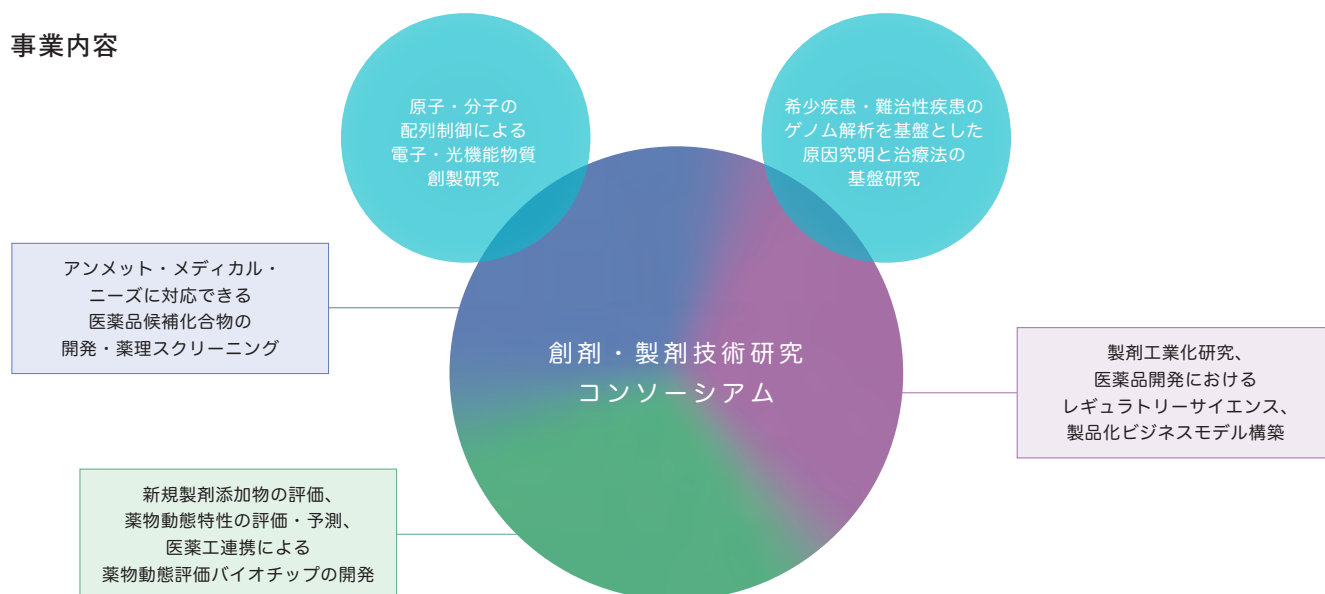 事業内容
原子・分子の
配列制御による
電子・光機能物質
創製研究
希少疾患・難治性疾患の
ゲノム解析を基盤とした
原因究明と治療法の
基盤研究
アンメット・メディカル・
ニーズに対応できる
医薬品候補化合物の
開発・薬理スクリーニング
創剤・製剤技術研究
コンソーシアム
製剤工業化研究、
医薬品開発における
レギュラトリーサイエンス、
製品化ビジネスモデル構築
新規製剤添加物の評価、
薬物動態特性の評価・予測、
医薬工連携による
薬物動態評価バイオチップの開発